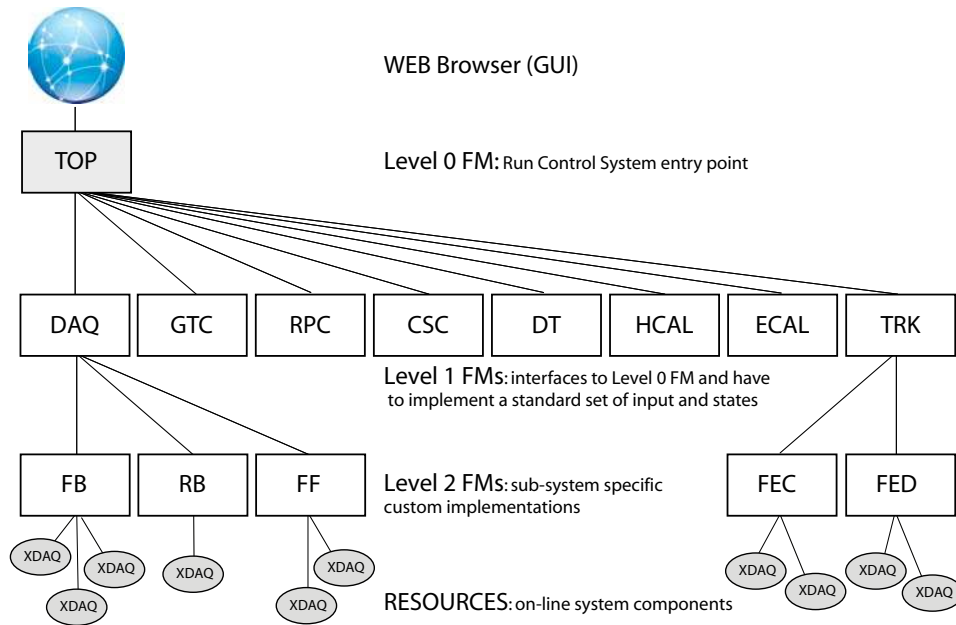 WEB Browser (GUI)
TOP
Level 0 FM: Run Control System entry point
DAQ
GTC
RPC
CSC
DT
HCAL
ECAL
TRK
Level 1 FMs: interfaces to Level 0 FM and have
to implement a standard set of input and states
FB
RB
FF
Level 2 FMs: sub-system specific
custom implementations
FEC
FED
XDAQ
XDAQ
XDAQ
XDAQ
XDAQ
XDAQ
XDAQ
XDAQ
XDAQ
XDAQ
RESOURCES: on-line system components